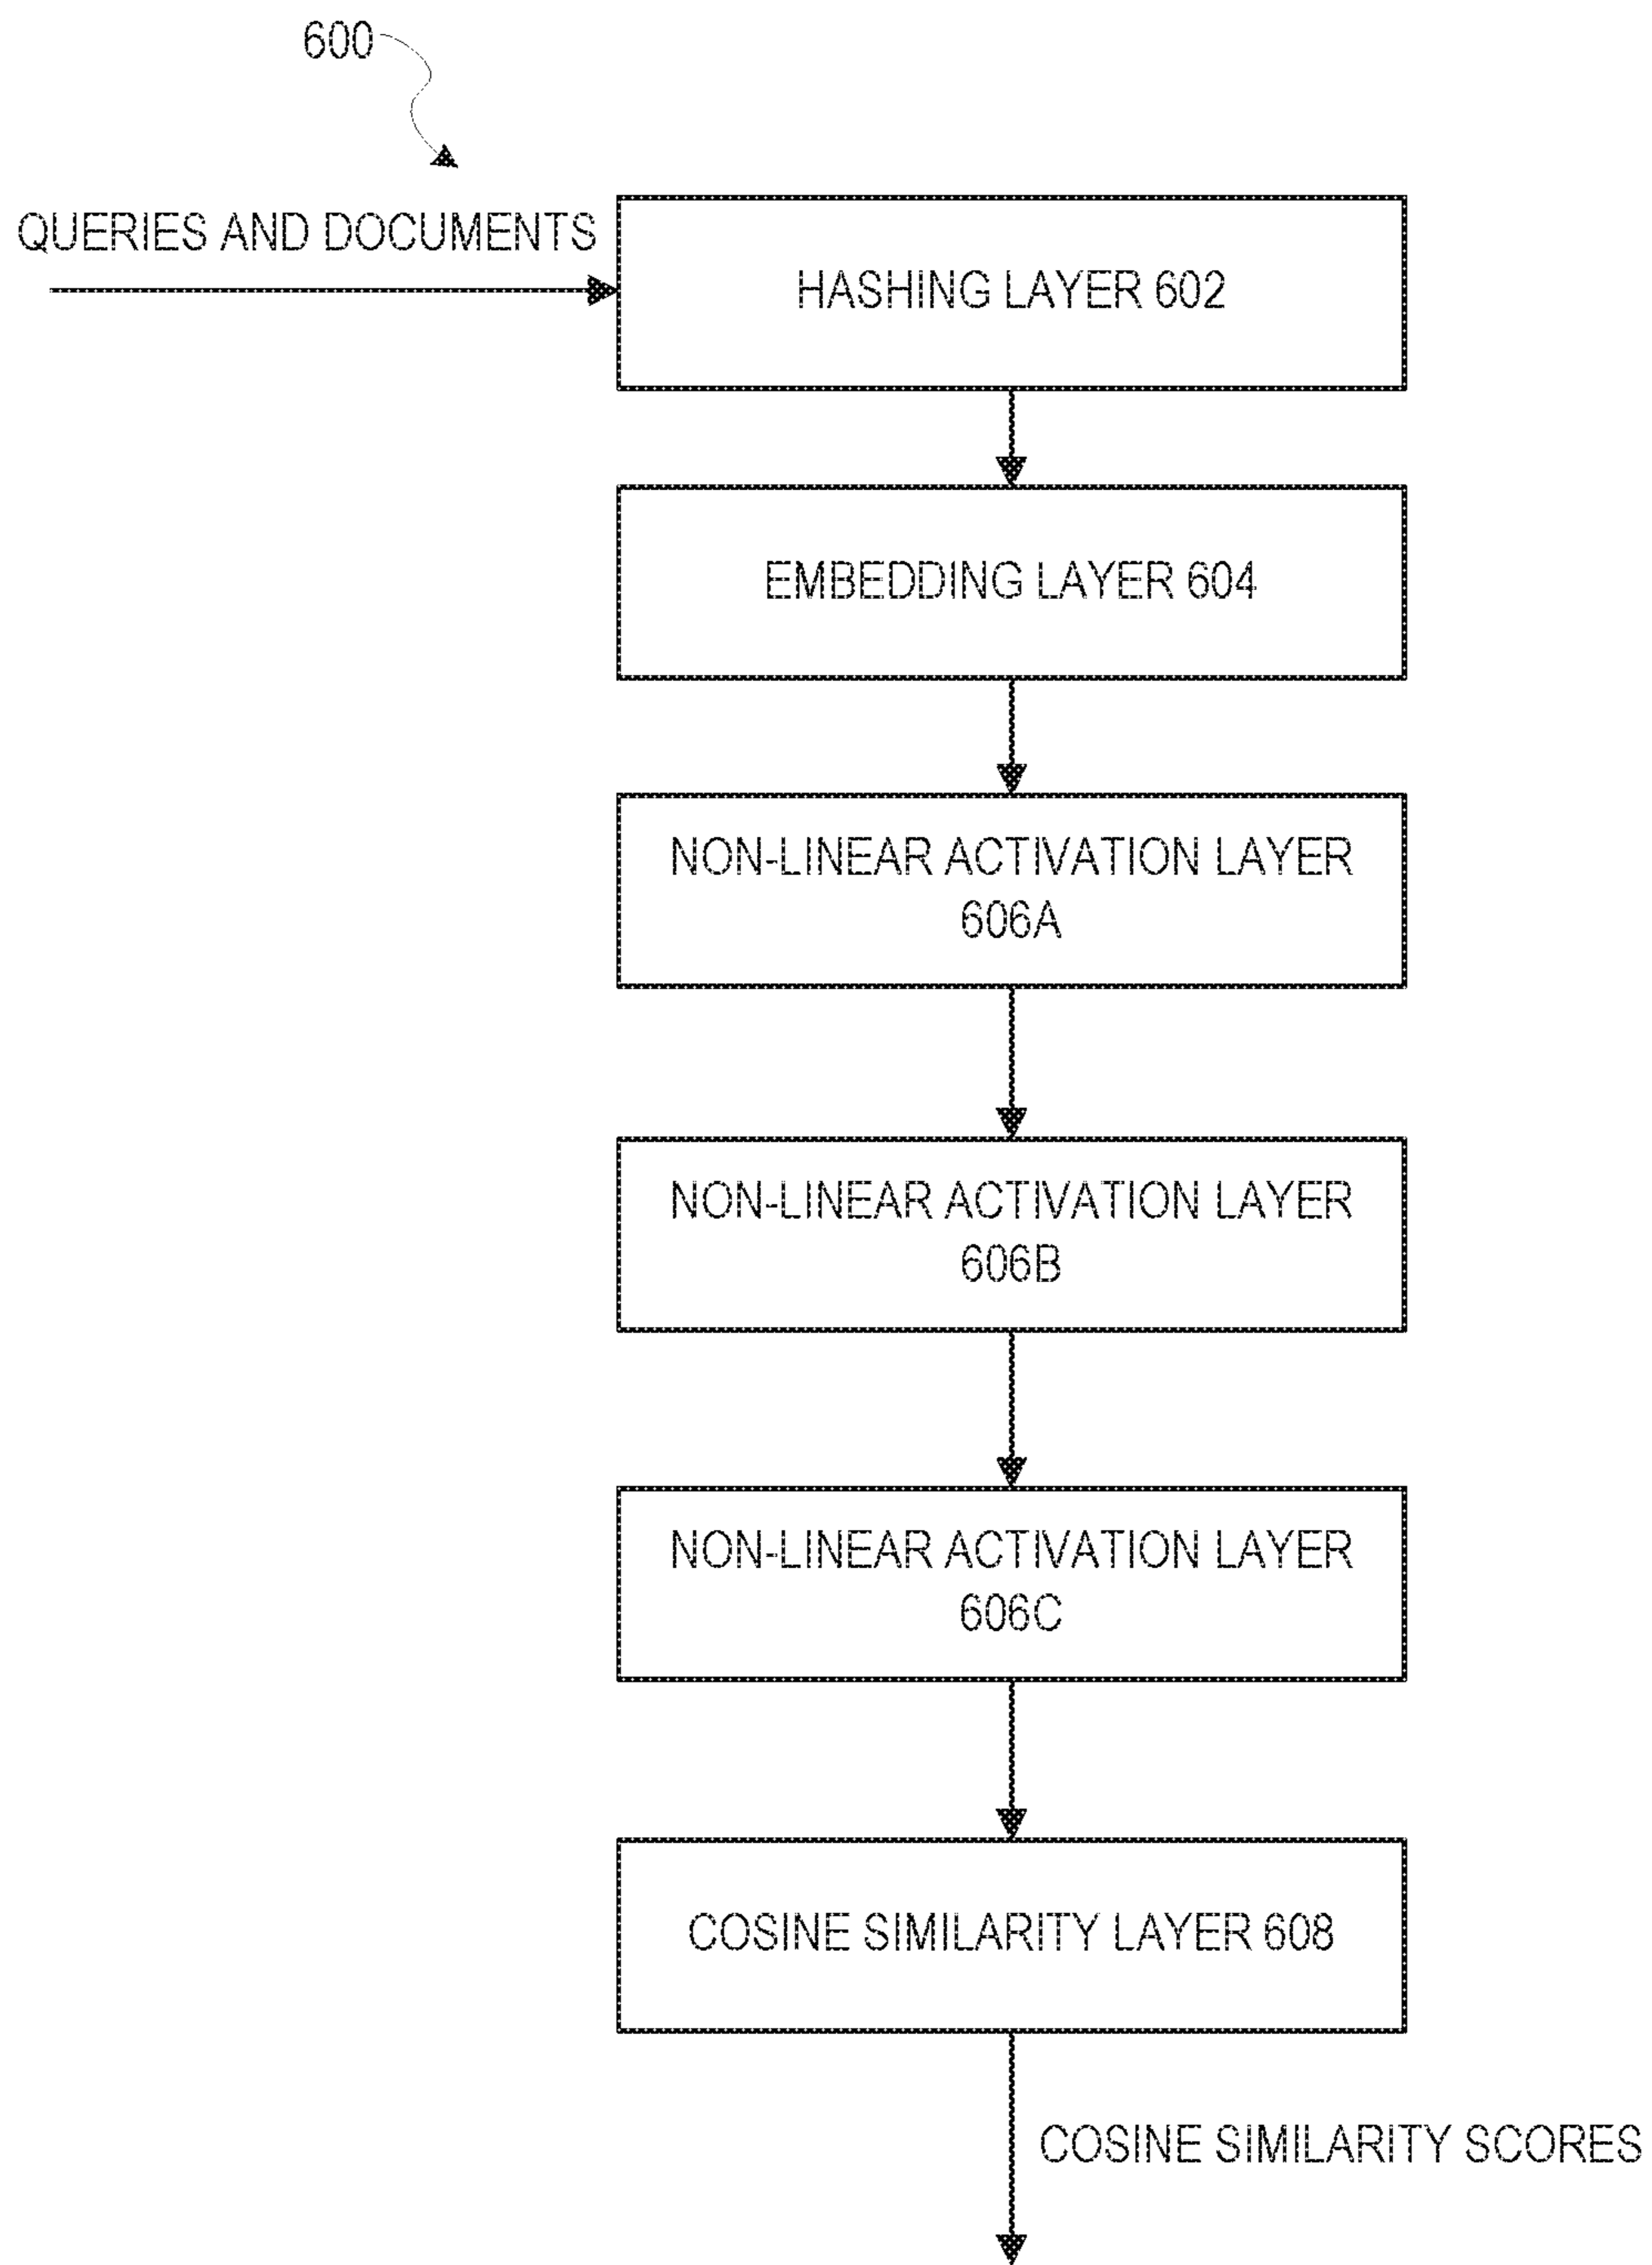 600
QUERIES AND DOCUMENTS
HASHING LAYER 602
EMBEDDING LAYER 604
NON-LINEAR ACTIVATION LAYER
606A
NON-LINEAR ACTIVATION LAYER
606B
NON-LINEAR ACTIVATION LAYER
606C
COSINE SIMILARITY LAYER 608
COSINE SIMILARITY SCORES